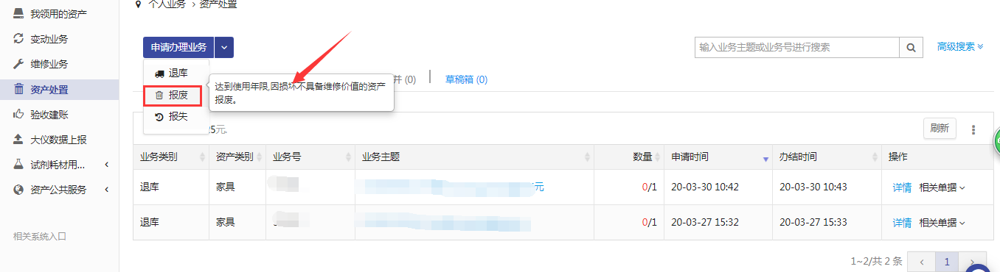 个人业务 > 资产处置
我领用的资产
变动业务
维修业务
资产处置
验收建账
大仪数据上报
试剂耗材用...
资产公共服务
相关系统入口
申请办理业务
输入业务主题或业务号进行搜索
高级搜索
退库
报废
报失
达到使用年限,因损坏不具备维修价值的资产
报废。
并 (0)
草稿箱 (0)
5元.
刷新
业务类别 资产类别 业务号 业务主题 数量 申请时间 办结时间 操作
退库 家具 元 0/1 20-03-30 10:42 20-03-30 10:43 详情 相关单据
退库 家具 0/1 20-03-27 15:32 20-03-27 15:33 详情 相关单据
1~2/共 2 条 ‹ 1 ›